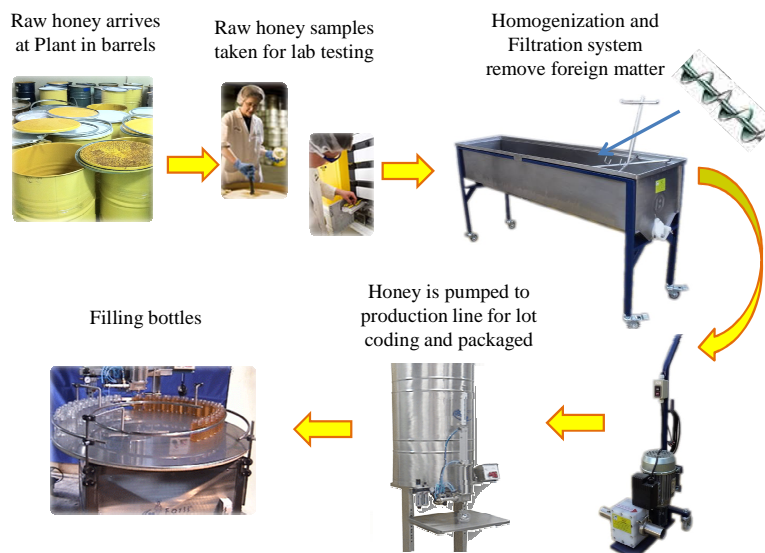 Raw honey arrives
at Plant in barrels
Raw honey samples
taken for lab testing
Homogenization and
Filtration system
remove foreign matter
Honey is pumped to
production line for lot
coding and packaged
Filling bottles